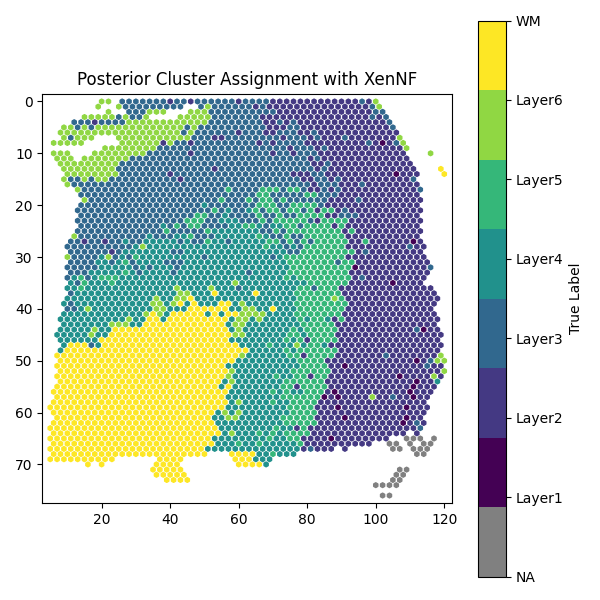 Posterior Cluster Assignment with XenNF
0
10
20
30
40
50
60
70
20
40
60
80
100
120
WM
Layer6
Layer5
Layer4
Layer3
Layer2
Layer1
NA
True Label